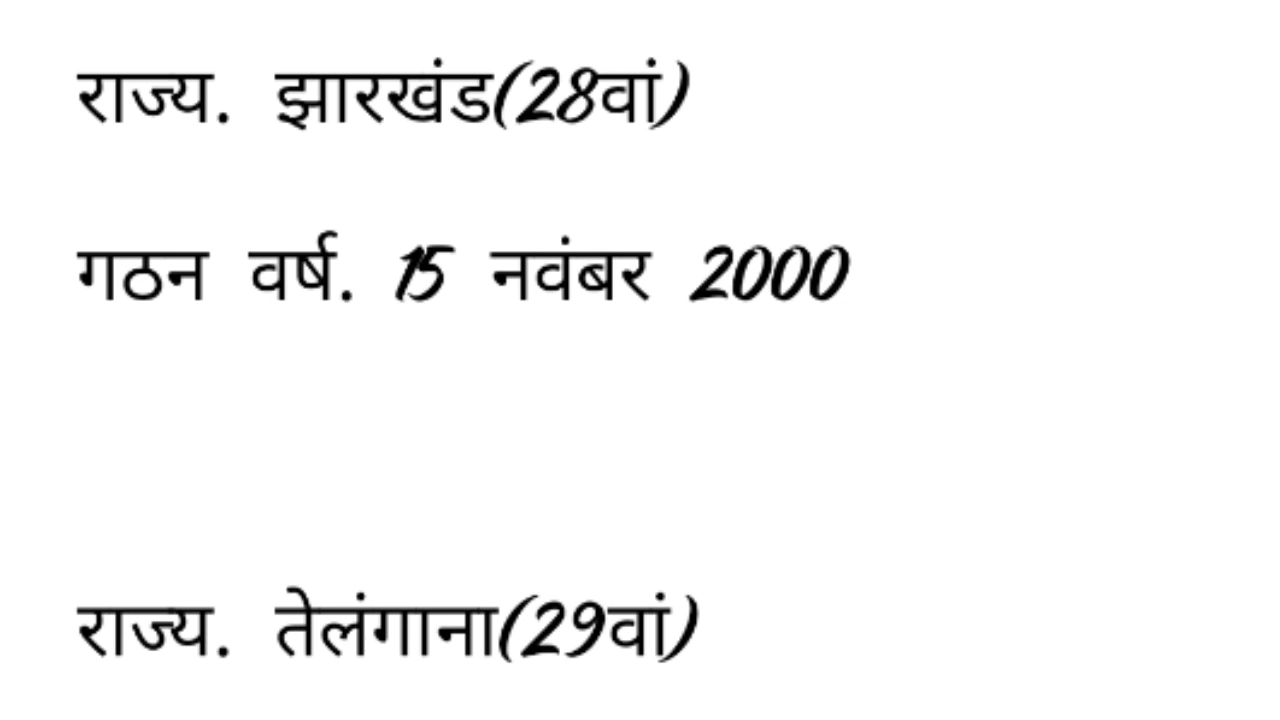 राज्य. झारखंड(28वां)
गठन वर्ष. 15 नवंबर 2000
राज्य. तेलंगाना(29वां)